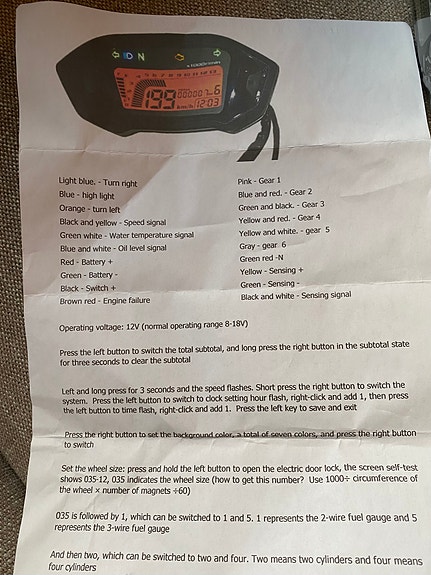 N
199
12:03
Light blue. - Turn right
Blue - high light
Orange - turn left
Black and yellow - Speed signal
Green white - Water temperature signal
Blue and white - Oil level signal
Red - Battery +
Green - Battery -
Black - Switch +
Brown red - Engine failure
Pink - Gear 1
Blue and red - Gear 2
Green and black. - Gear 3
Yellow and red. - Gear 4
Yellow and white. - gear 5
Gray - gear 6
Green red -N
Yellow - Sensing +
Green - Sensing -
Black and white - Sensing signal
Operating voltage: 12V (normal operating range 8-18V)
Press the left button to switch the total subtotal, and long press the right button in the subtotal state
for three seconds to clear the subtotal
Left and long press for 3 seconds and the speed flashes. Short press the right button to switch the
system. Press the left button to switch to clock setting hour flash, right-click and add 1, then press
the left button to time flash, right-click and add 1. Press the left key to save and exit
Press the right button to set the background color, a total of seven colors, and press the right button
to switch
Set the wheel size: press and hold the left button to open the electric door lock, the screen self-test
shows 035-12, 035 indicates the wheel size (how to get this number? Use 1000÷ circumference of
the wheel × number of magnets ÷60)
035 is followed by 1, which can be switched to 1 and 5. 1 represents the 2-wire fuel gauge and 5
represents the 3-wire fuel gauge
And then two, which can be switched to two and four. Two means two cylinders and four means
four cylinders